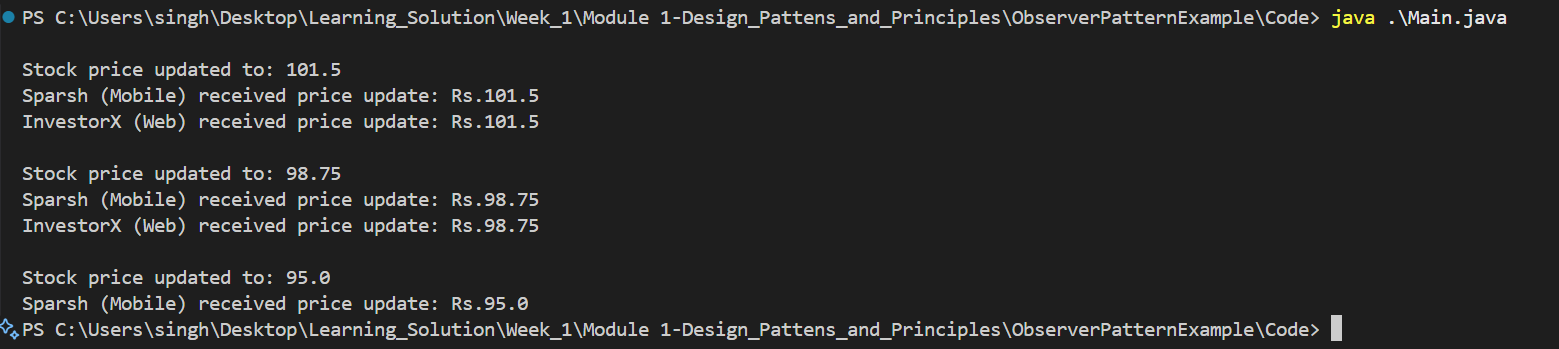 PS C:\Users\singh\Desktop\Learning_Solution\Week_1\Module 1-Design_Pattens_and_Principles\ObserverPatternExample\Code> java .\Main.java
Stock price updated to: 101.5
Sparsh (Mobile) received price update: Rs.101.5
InvestorX (Web) received price update: Rs.101.5
Stock price updated to: 98.75
Sparsh (Mobile) received price update: Rs.98.75
InvestorX (Web) received price update: Rs.98.75
Stock price updated to: 95.0
Sparsh (Mobile) received price update: Rs.95.0
PS C:\Users\singh\Desktop\Learning_Solution\Week_1\Module 1-Design_Pattens_and_Principles\ObserverPatternExample\Code>